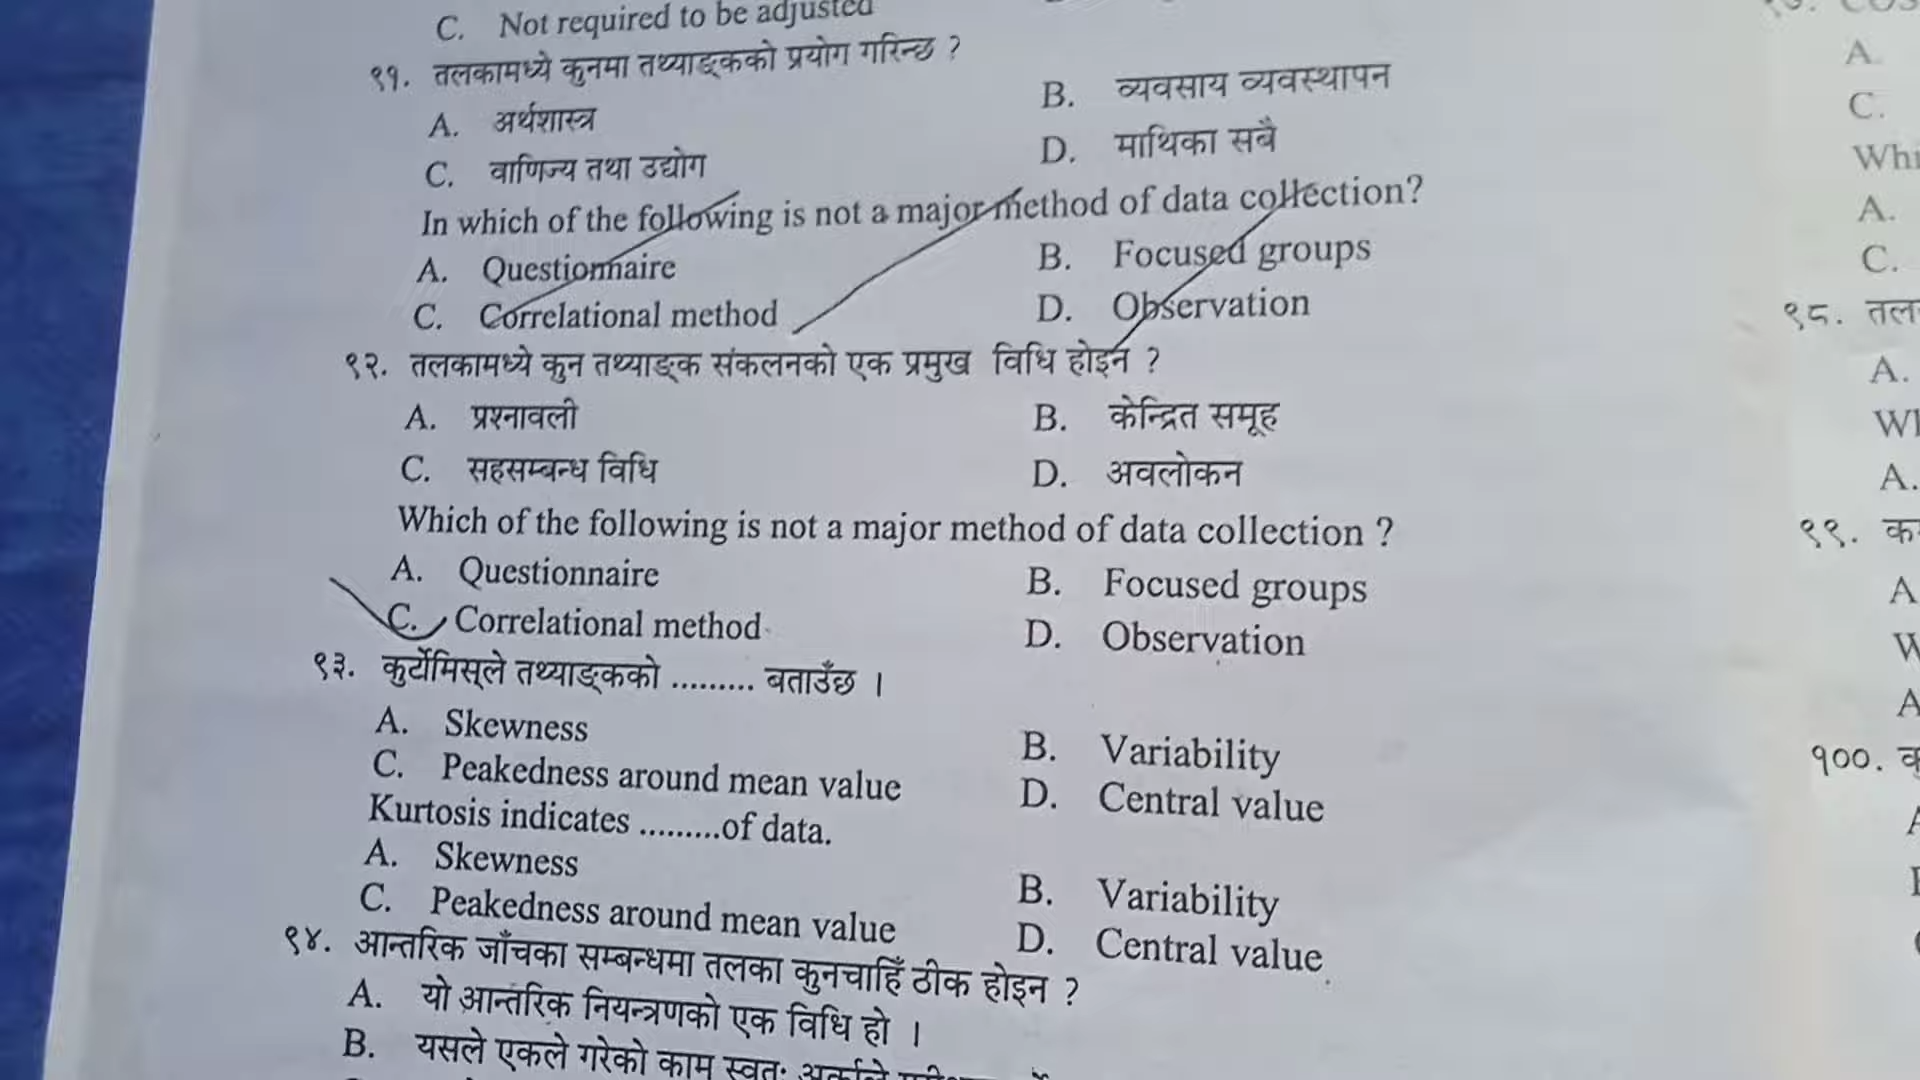 C. Not required to be adjusted
९१. तलकामध्ये कुनमा तथ्याङ्कको प्रयोग गरिन्छ ?
A. अर्थशास्त्र
B. व्यवसाय व्यवस्थापन
C. वाणिज्य तथा उद्योग
D. माथिका सबै
In which of the following is not a major method of data collection?
A. Questionnaire
B. Focused groups
C. Correlational method
D. Observation
९२. तलकामध्ये कुन तथ्याङ्क संकलनको एक प्रमुख विधि होइन ?
A. प्रश्नावली
B. केन्द्रित समूह
C. सहसम्बन्ध विधि
D. अवलोकन
Which of the following is not a major method of data collection ?
A. Questionnaire
B. Focused groups
C. Correlational method
D. Observation
९३. कुर्टोमिस्ले तथ्याङ्कको ......... बताउँछ ।
A. Skewness
B. Variability
C. Peakedness around mean value
D. Central value
Kurtosis indicates .........of data.
A. Skewness
B. Variability
C. Peakedness around mean value
D. Central value
९४. आन्तरिक जाँचका सम्बन्धमा तलका कुनचाहिँ ठीक होइन ?
A. यो आन्तरिक नियन्त्रणको एक विधि हो ।
B. यसले एकले गरेको काम स्वतः
A.
C.
A.
C.
९८.
A.
A.
९९.
A
A
१००.